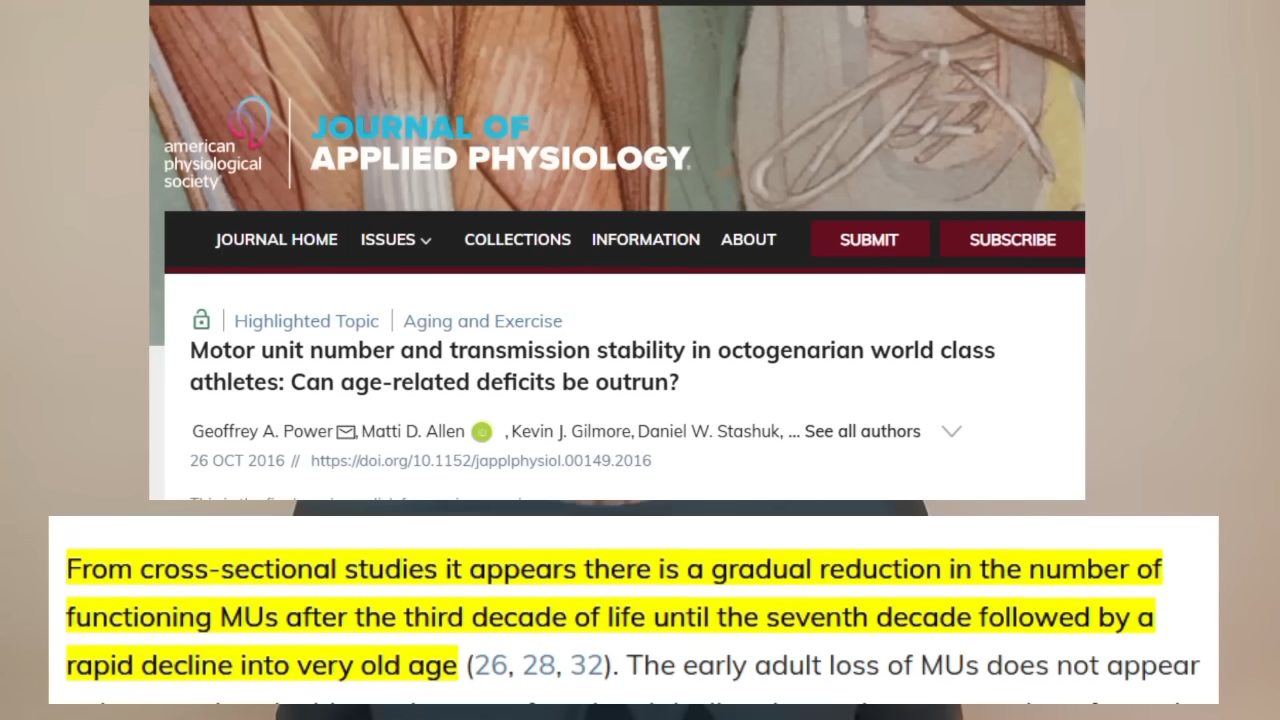 JOURNAL OF
american
physiological
society
APPLIED PHYSIOLOGY
JOURNAL HOME ISSUES COLLECTIONS INFORMATION ABOUT SUBMIT SUBSCRIBE
Highlighted Topic | Aging and Exercise
Motor unit number and transmission stability in octogenarian world class
athletes: Can age-related deficits be outrun?
Geoffrey A. Power, Matti D. Allen , Kevin J. Gilmore, Daniel W. Stashuk, ... See all authors
26 OCT 2016 // https://doi.org/10.1152/japplphysiol.00149.2016
From cross-sectional studies it appears there is a gradual reduction in the number of
functioning MUs after the third decade of life until the seventh decade followed by a
rapid decline into very old age (26, 28, 32). The early adult loss of MUs does not appear